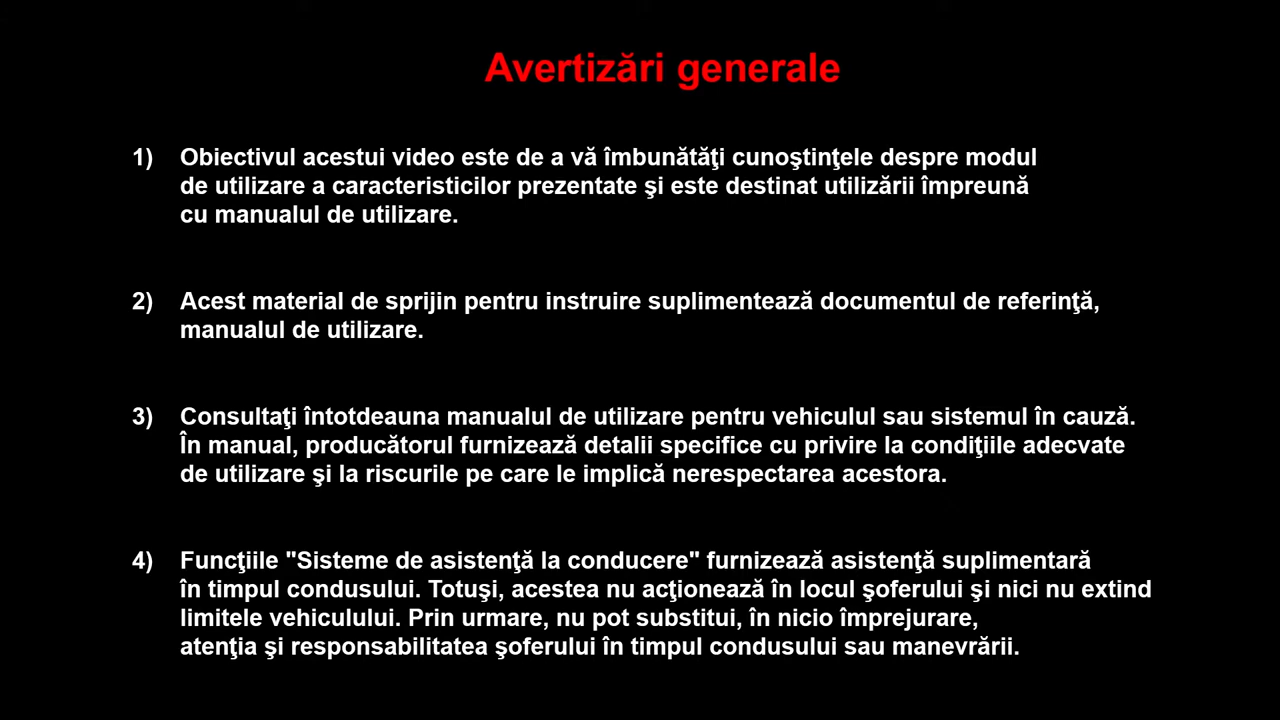 Avertizări generale
1) Obiectivul acestui video este de a vă îmbunătăţi cunoştinţele despre modul
de utilizare a caracteristicilor prezentate şi este destinat utilizării împreună
cu manualul de utilizare.
2) Acest material de sprijin pentru instruire suplimentează documentul de referinţă,
manualul de utilizare.
3) Consultaţi întotdeauna manualul de utilizare pentru vehiculul sau sistemul în cauză.
În manual, producătorul furnizează detalii specifice cu privire la condiţiile adecvate
de utilizare şi la riscurile pe care le implică nerespectarea acestora.
4) Funcţiile "Sisteme de asistenţă la conducere" furnizează asistenţă suplimentară
în timpul condusului. Totuşi, acestea nu acţionează în locul şoferului şi nici nu extind
limitele vehiculului. Prin urmare, nu pot substitui, în nicio împrejurare,
atenţia şi responsabilitatea şoferului în timpul condusului sau manevrării.